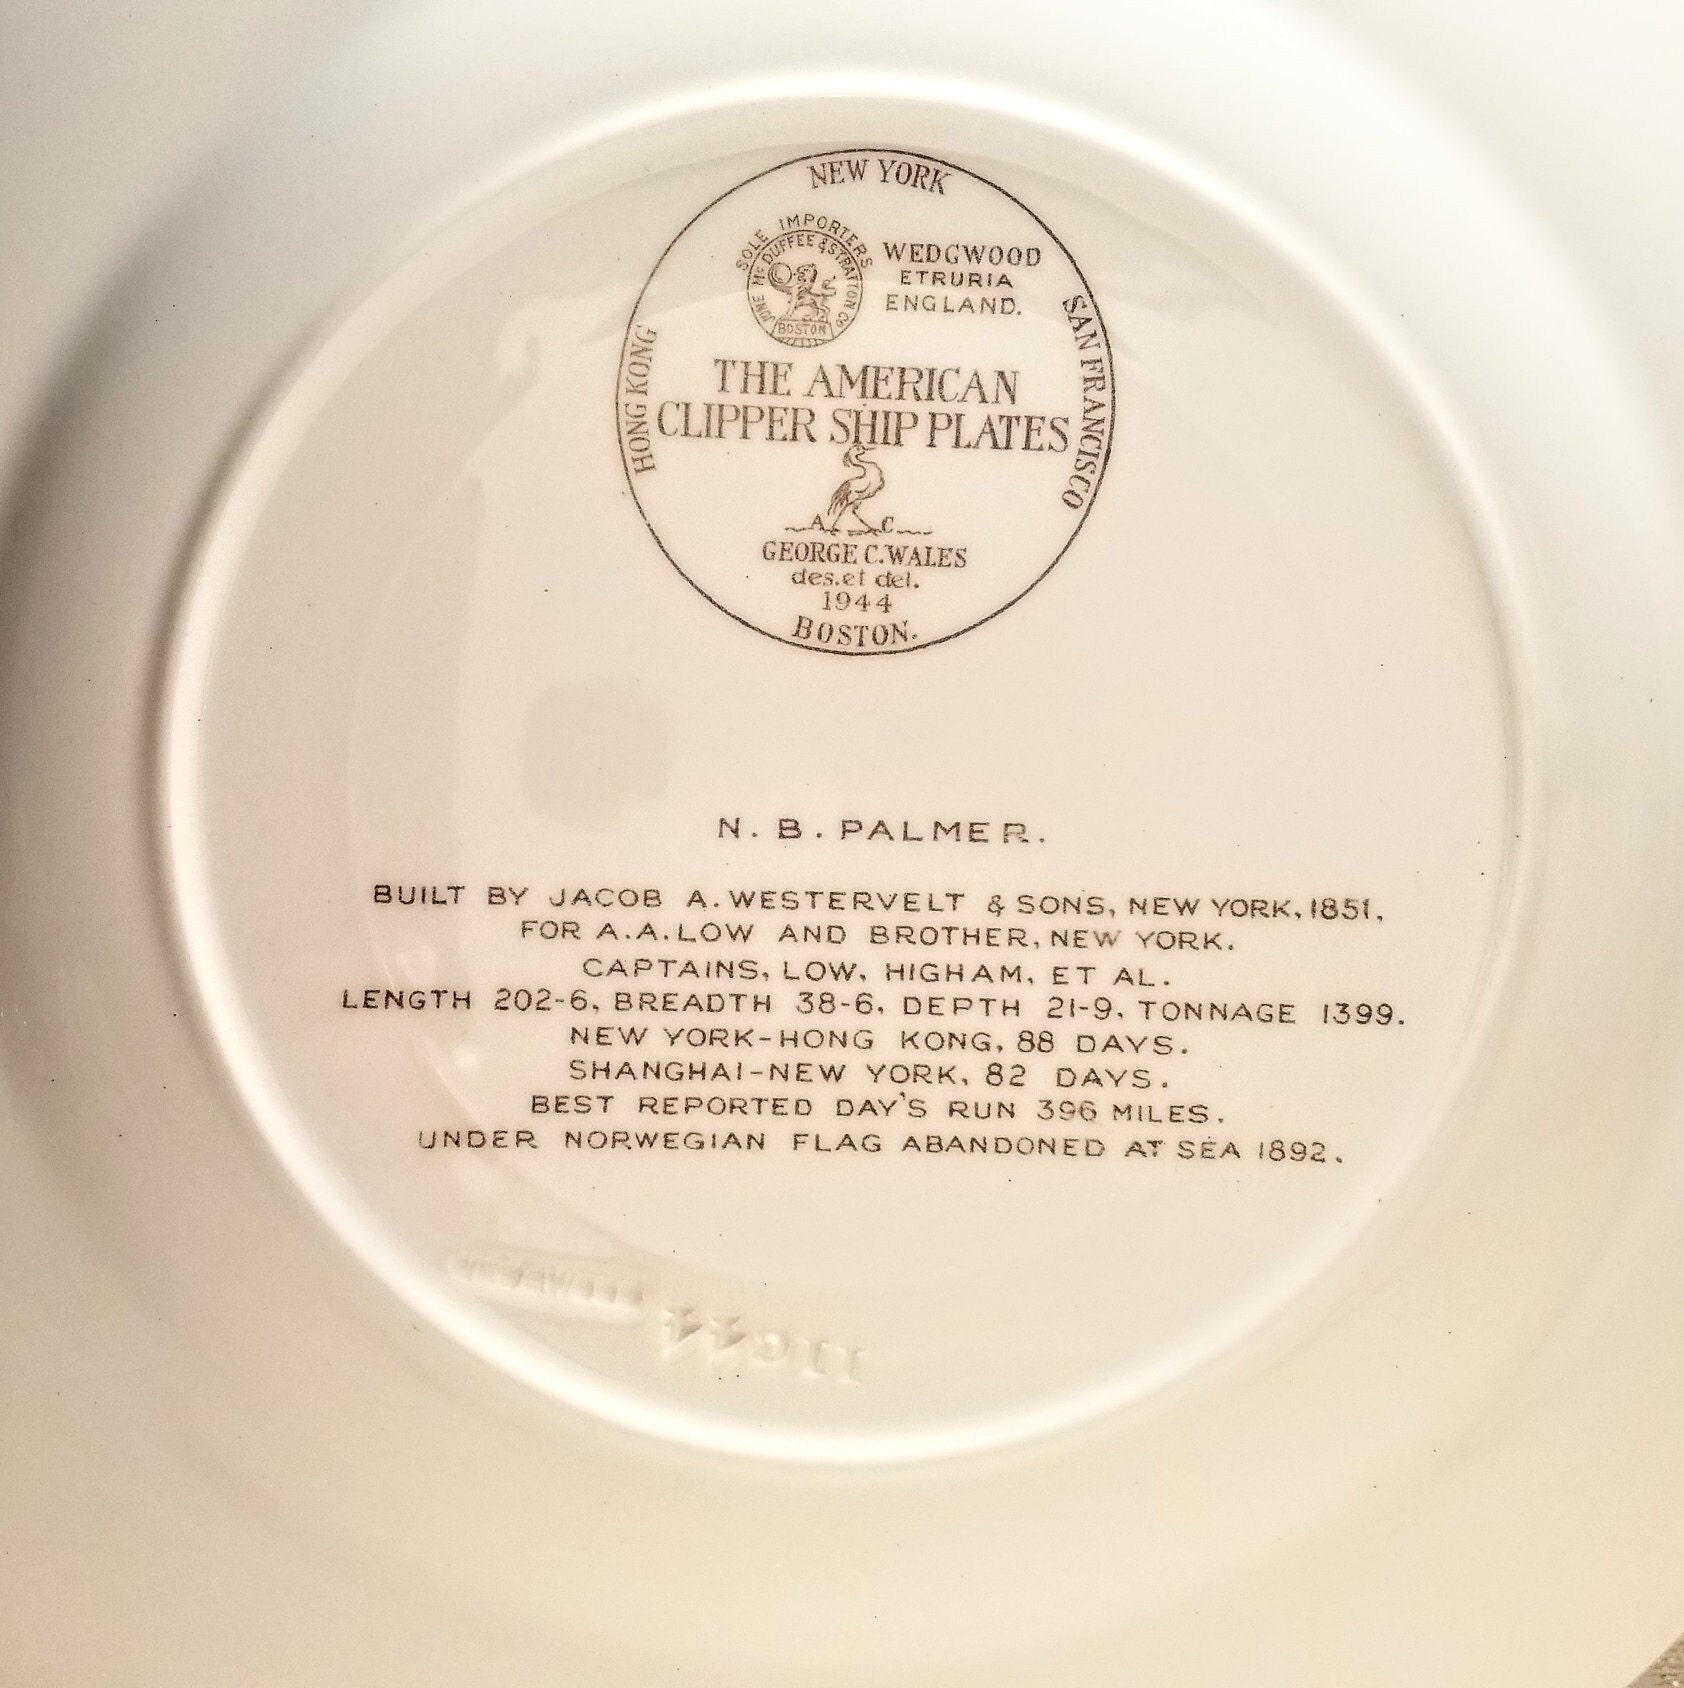 NEW YORK
SOLE IMPORTERS
JONES Mc DUFFEE & STRATTON CO
BOSTON
WEDGWOOD
ETRURIA
ENGLAND.
HONG KONG
SAN FRANCISCO
THE AMERICAN
CLIPPER SHIP PLATES
A C
GEORGE C. WALES
des. et del.
1944
BOSTON.
N. B. PALMER.
BUILT BY JACOB A. WESTERVELT & SONS, NEW YORK, 1851,
FOR A.A. LOW AND BROTHER, NEW YORK.
CAPTAINS, LOW, HIGHAM, ET AL.
LENGTH 202-6, BREADTH 38-6, DEPTH 21-9, TONNAGE 1399.
NEW YORK-HONG KONG, 88 DAYS.
SHANGHAI-NEW YORK, 82 DAYS.
BEST REPORTED DAY'S RUN 396 MILES.
UNDER NORWEGIAN FLAG ABANDONED AT SEA 1892.
WEDGWOOD